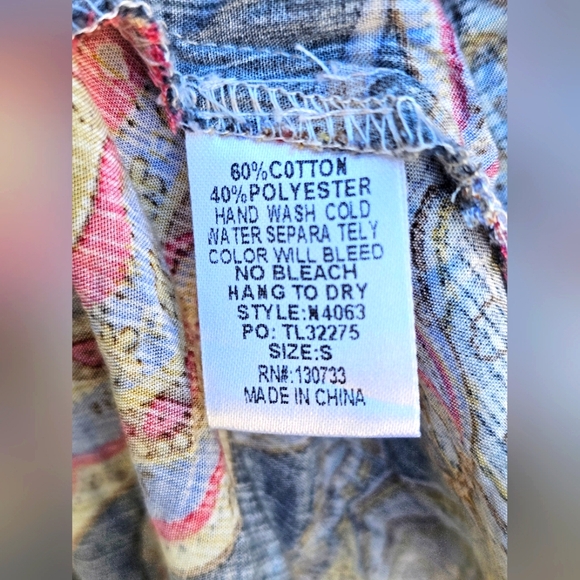 60%COTTON
40%POLYESTER
HAND WASH COLD
WATER SEPARA TELY
COLOR WILL BLEED
NO BLEACH
HANG TO DRY
STYLE:N4063
PO: TL32275
SIZE:S
RN#:130733
MADE IN CHINA